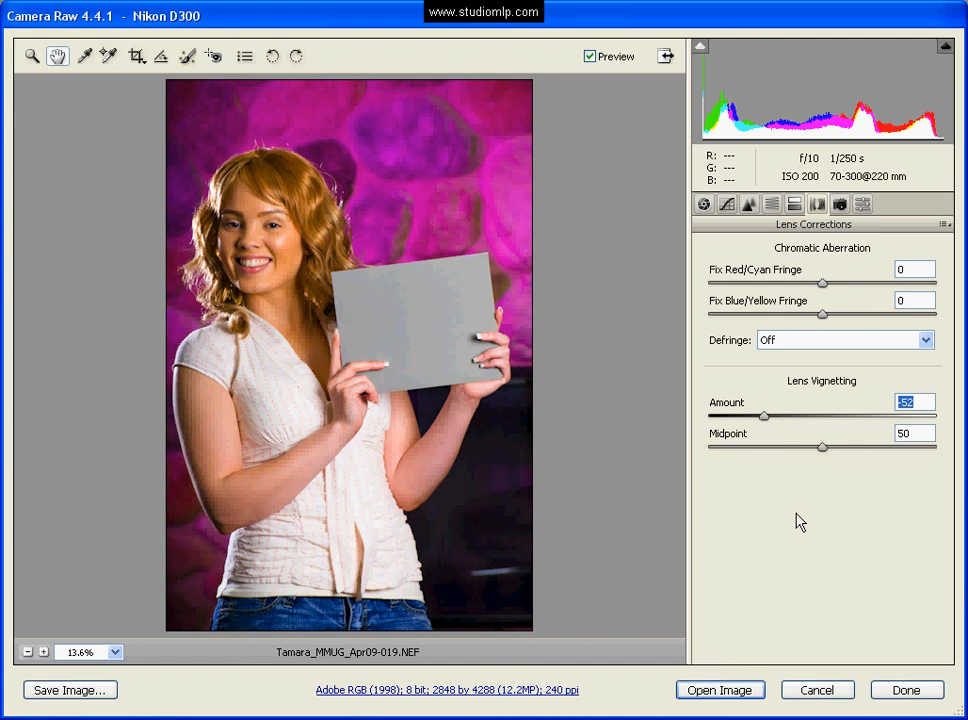 www.studiomlp.com
Camera Raw 4.4.1 - Nikon D300
Preview
R: ---
G: ---
B: ---
f/10 1/250 s
ISO 200 70-300@220 mm
Lens Corrections
Chromatic Aberration
Fix Red/Cyan Fringe 0
Fix Blue/Yellow Fringe 0
Defringe: Off
Lens Vignetting
Amount -52
Midpoint 50
13.6%
Tamara_MMUG_Apr09-019.NEF
Save Image...
Adobe RGB (1998); 8 bit; 2848 by 4288 (12.2MP); 240 ppi
Open Image
Cancel
Done